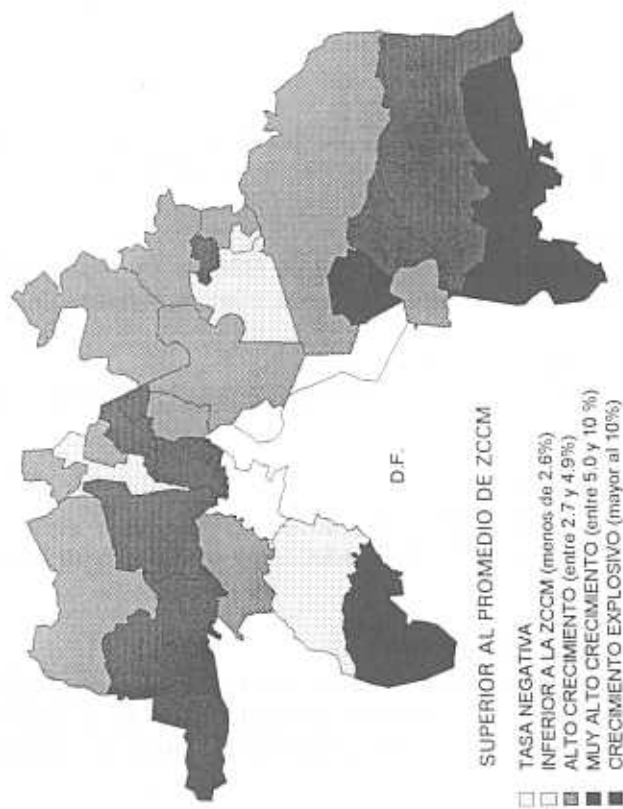 D.F.
SUPERIOR AL PROMEDIO DE ZCCM
TASA NEGATIVA
INFERIOR A LA ZCCM (menos de 2.6%)
ALTO CRECIMIENTO (entre 2.7 y 4.9%)
MUY ALTO CRECIMIENTO (entre 5.0 y 10 %)
CRECIMIENTO EXPLOSIVO (mayor al 10%)